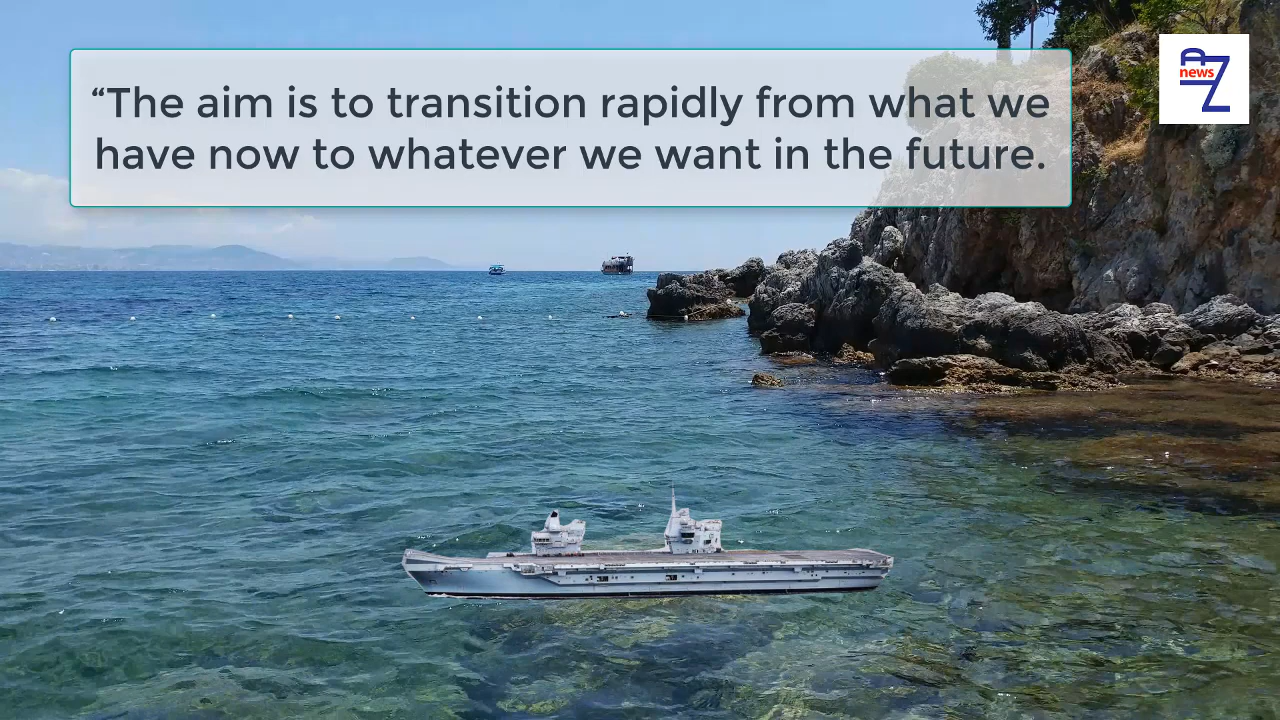 “The aim is to transition rapidly from what we
have now to whatever we want in the future.
AZ
news